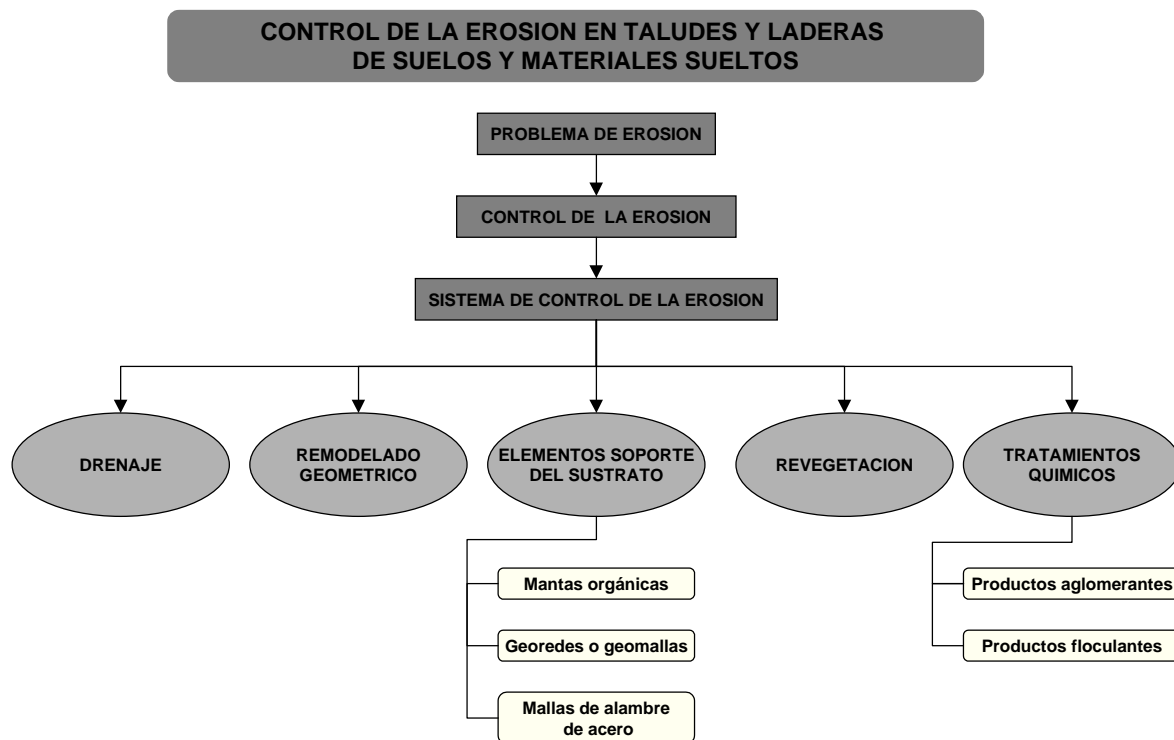 CONTROL DE LA EROSION EN TALUDES Y LADERAS
DE SUELOS Y MATERIALES SUELTOS
PROBLEMA DE EROSION
CONTROL DE LA EROSION
SISTEMA DE CONTROL DE LA EROSION
DRENAJE
REMODELADO
GEOMETRICO
ELEMENTOS SOPORTE
DEL SUSTRATO
REVEGETACION
TRATAMIENTOS
QUIMICOS
Mantas orgánicas
Georedes o geomallas
Mallas de alambre
de acero
Productos aglomerantes
Productos floculantes